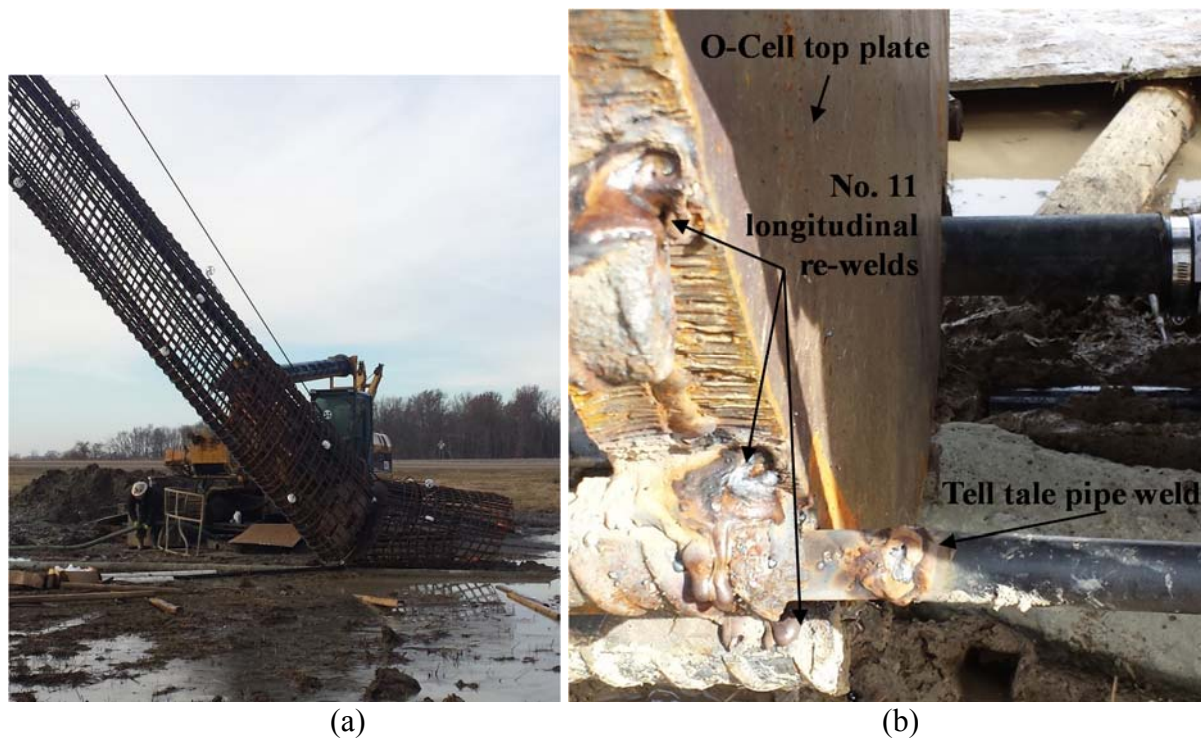 O-Cell top plate
No. 11
longitudinal
re-welds
Tell tale pipe weld
(a)
(b)